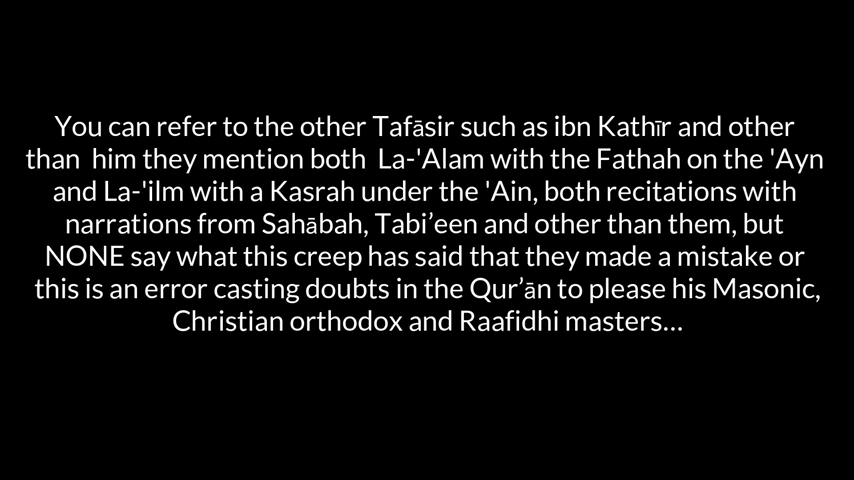 You can refer to the other Tafāsir such as ibn Kathīr and other
than  him they mention both  La-'Alam with the Fathah on the 'Ayn
and La-'ilm with a Kasrah under the 'Ain, both recitations with
narrations from Sahābah, Tabi’een and other than them, but
NONE say what this creep has said that they made a mistake or
this is an error casting doubts in the Qur’ān to please his Masonic,
Christian orthodox and Raafidhi masters...